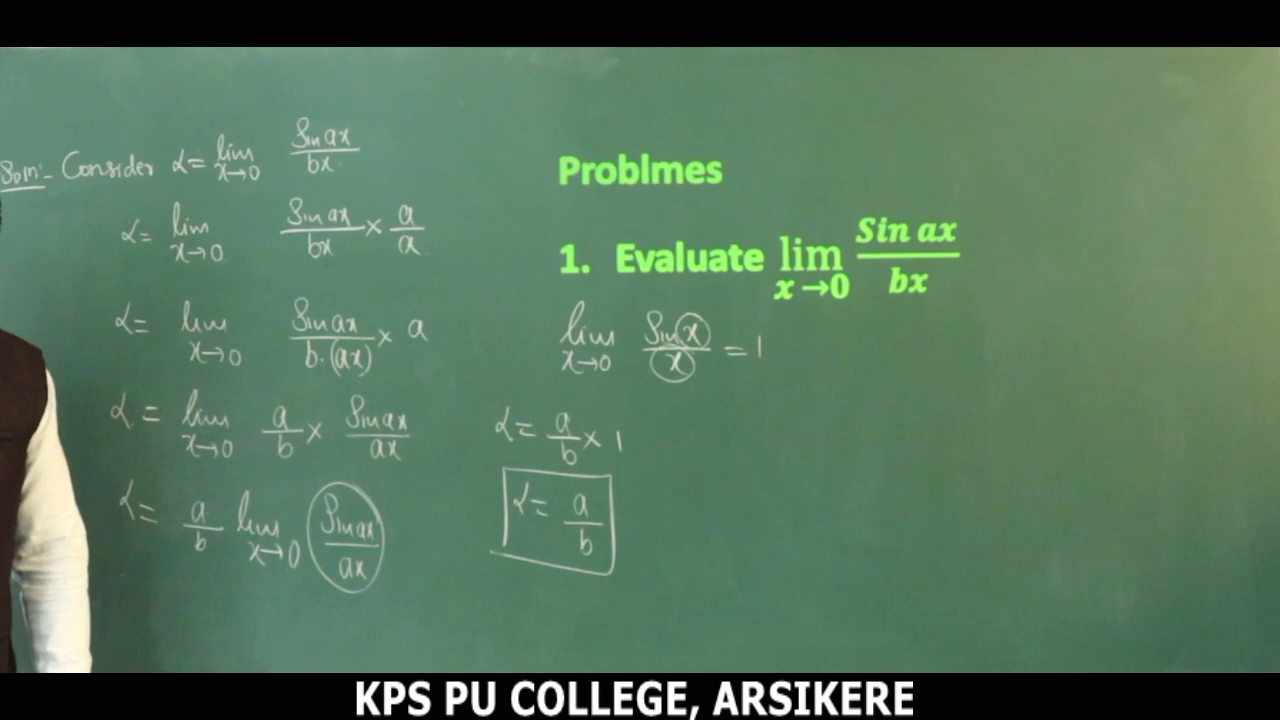 Soln:- Consider α = lim x→0 Sin ax / bx.
α = lim x→0 Sin ax / bx × a / a
α = lim x→0 Sin ax / b.(ax) × a
α = lim x→0 a / b × Sin ax / ax
α = a / b lim x→0 Sin ax / ax
Problmes
1. Evaluate lim x→0 Sin ax / bx
lim x→0 Sin x / x = 1
α = a / b × 1
α = a / b
KPS PU COLLEGE, ARSIKERE